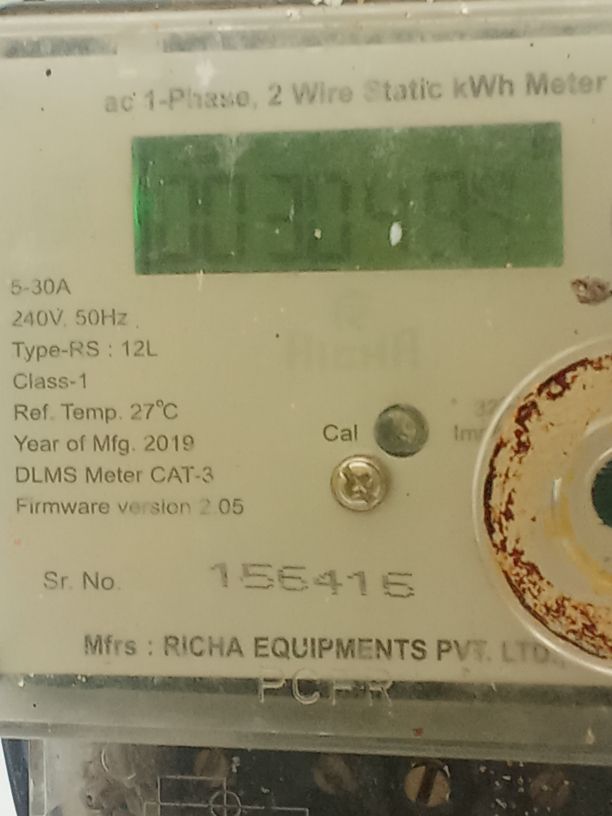 ac 1-Phase, 2 Wire Static kWh Meter
5-30A
240V, 50Hz
Type-RS : 12L
Class-1
Ref. Temp. 27°C
Year of Mfg. 2019
DLMS Meter CAT-3
Firmware version 2.05
Cal
Sr. No. 156415
Mfrs : RICHA EQUIPMENTS PVT. LTD.,